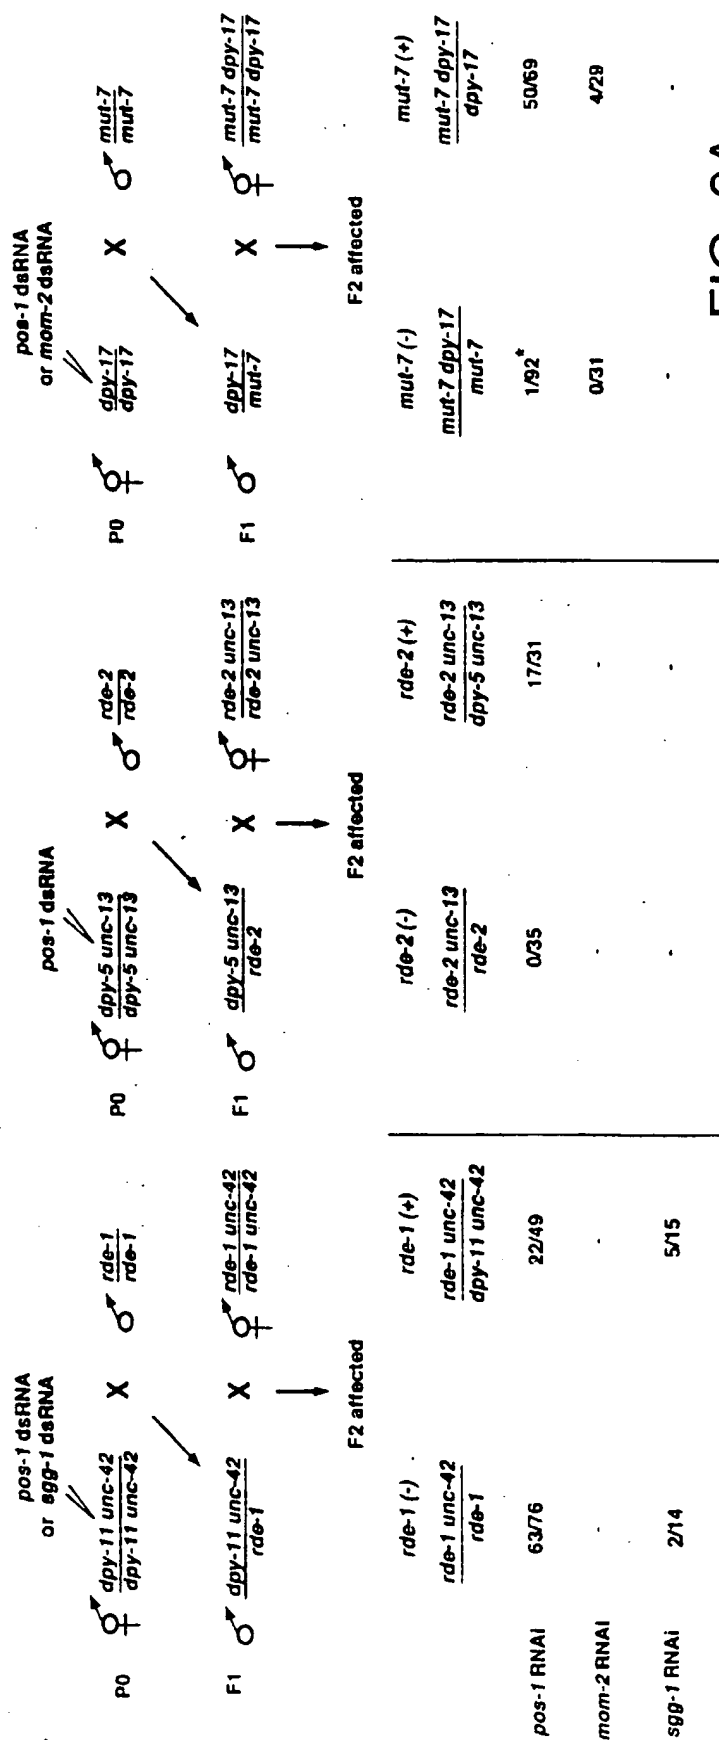 pos-1 dsRNA
or sgg-1 dsRNA
P0 dpy-11 unc-42 X rde-1
dpy-11 unc-42 rde-1
F1 dpy-11 unc-42 X rde-1 unc-42
rde-1 rde-1 unc-42
F2 affected
pos-1 dsRNA
P0 dpy-5 unc-13 X rde-2
dpy-5 unc-13 rde-2
F1 dpy-5 unc-13 X rde-2 unc-13
rde-2 rde-2 unc-13
F2 affected
pos-1 dsRNA
or mom-2 dsRNA
P0 dpy-17 X mut-7
dpy-17 mut-7
F1 dpy-17 X mut-7 dpy-17
mut-7 mut-7 dpy-17
F2 affected
rde-1 (-) rde-1 (+) rde-2 (-) rde-2 (+) mut-7 (-) mut-7 (+)
rde-1 unc-42 rde-1 unc-42 rde-2 unc-13 rde-2 unc-13 mut-7 dpy-17 mut-7 dpy-17
rde-1 dpy-11 unc-42 rde-2 dpy-5 unc-13 mut-7 dpy-17
pos-1 RNAi 63/76 22/49 0/35 17/31 1/92* 50/69
mom-2 RNAi - - - - 0/31 4/29
sgg-1 RNAi 2/14 5/15 - - - -